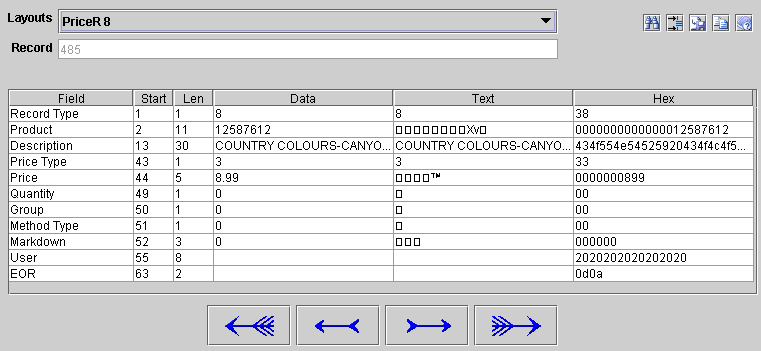 Layouts PriceR 8
Record 485
Field Start Len Data Text Hex
Record Type 1 1 8 8 38
Product 2 11 12587612 □□□□□□□□Xv□ 0000000000000012587612
Description 13 30 COUNTRY COLOURS-CANYO... COUNTRY COLOURS-CANYO... 434f554e54525920434f4c4f5...
Price Type 43 1 3 3 33
Price 44 5 8.99 □□□□™ 0000000899
Quantity 49 1 0 □ 00
Group 50 1 0 □ 00
Method Type 51 1 0 □ 00
Markdown 52 3 0 □□□ 000000
User 55 8 2020202020202020
EOR 63 2 0d0a